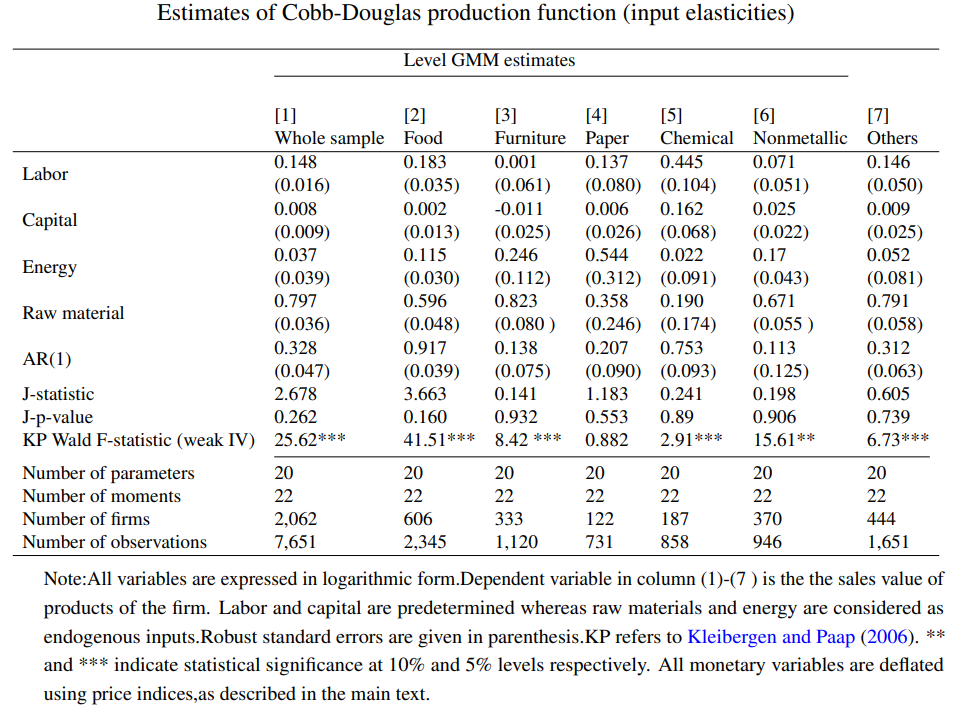 Estimates of Cobb-Douglas production function (input elasticities)
Level GMM estimates
[1] [2] [3] [4] [5] [6] [7]
Whole sample Food Furniture Paper Chemical Nonmetallic Others
Labor 0.148 0.183 0.001 0.137 0.445 0.071 0.146
(0.016) (0.035) (0.061) (0.080) (0.104) (0.051) (0.050)
Capital 0.008 0.002 -0.011 0.006 0.162 0.025 0.009
(0.009) (0.013) (0.025) (0.026) (0.068) (0.022) (0.025)
Energy 0.037 0.115 0.246 0.544 0.022 0.17 0.052
(0.039) (0.030) (0.112) (0.312) (0.091) (0.043) (0.081)
Raw material 0.797 0.596 0.823 0.358 0.190 0.671 0.791
(0.036) (0.048) (0.080 ) (0.246) (0.174) (0.055 ) (0.058)
AR(1) 0.328 0.917 0.138 0.207 0.753 0.113 0.312
(0.047) (0.039) (0.075) (0.090) (0.093) (0.125) (0.063)
J-statistic 2.678 3.663 0.141 1.183 0.241 0.198 0.605
J-p-value 0.262 0.160 0.932 0.553 0.89 0.906 0.739
KP Wald F-statistic (weak IV) 25.62*** 41.51*** 8.42 *** 0.882 2.91*** 15.61** 6.73***
Number of parameters 20 20 20 20 20 20 20
Number of moments 22 22 22 22 22 22 22
Number of firms 2,062 606 333 122 187 370 444
Number of observations 7,651 2,345 1,120 731 858 946 1,651
Note:All variables are expressed in logarithmic form.Dependent variable in column (1)-(7 ) is the the sales value of
products of the firm. Labor and capital are predetermined whereas raw materials and energy are considered as
endogenous inputs.Robust standard errors are given in parenthesis.KP refers to Kleibergen and Paap (2006). **
and *** indicate statistical significance at 10% and 5% levels respectively. All monetary variables are deflated
using price indices,as described in the main text.